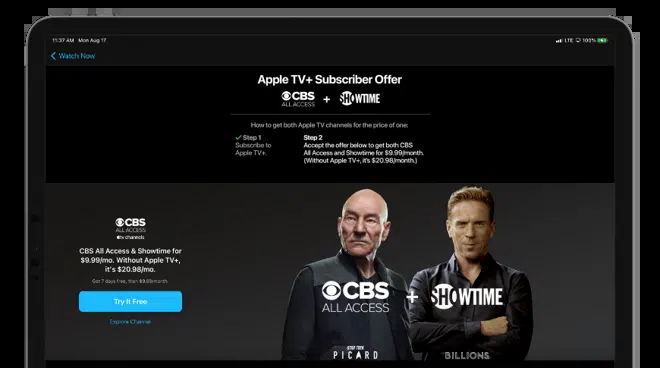 11:37 AM Mon Aug 17
LTE 100%
Watch Now
Apple TV+ Subscriber Offer
CBS
ALL ACCESS
+
SHOWTIME
How to get both Apple TV channels for the price of one:
✓ Step 1
Subscribe to
Apple TV+.
Step 2
Accept the offer below to get both CBS
All Access and Showtime for $9.99/month.
(Without Apple TV+, it's $20.98/month.)
CBS
ALL ACCESS
tv channels
CBS All Access & Showtime for
$9.99/mo. Without Apple TV+,
it's $20.98/mo.
Get 7 days free, then $9.99/month.
Try It Free
Explore Channel
CBS
ALL ACCESS
+
SHOWTIME
STAR TREK
PICARD
BILLIONS